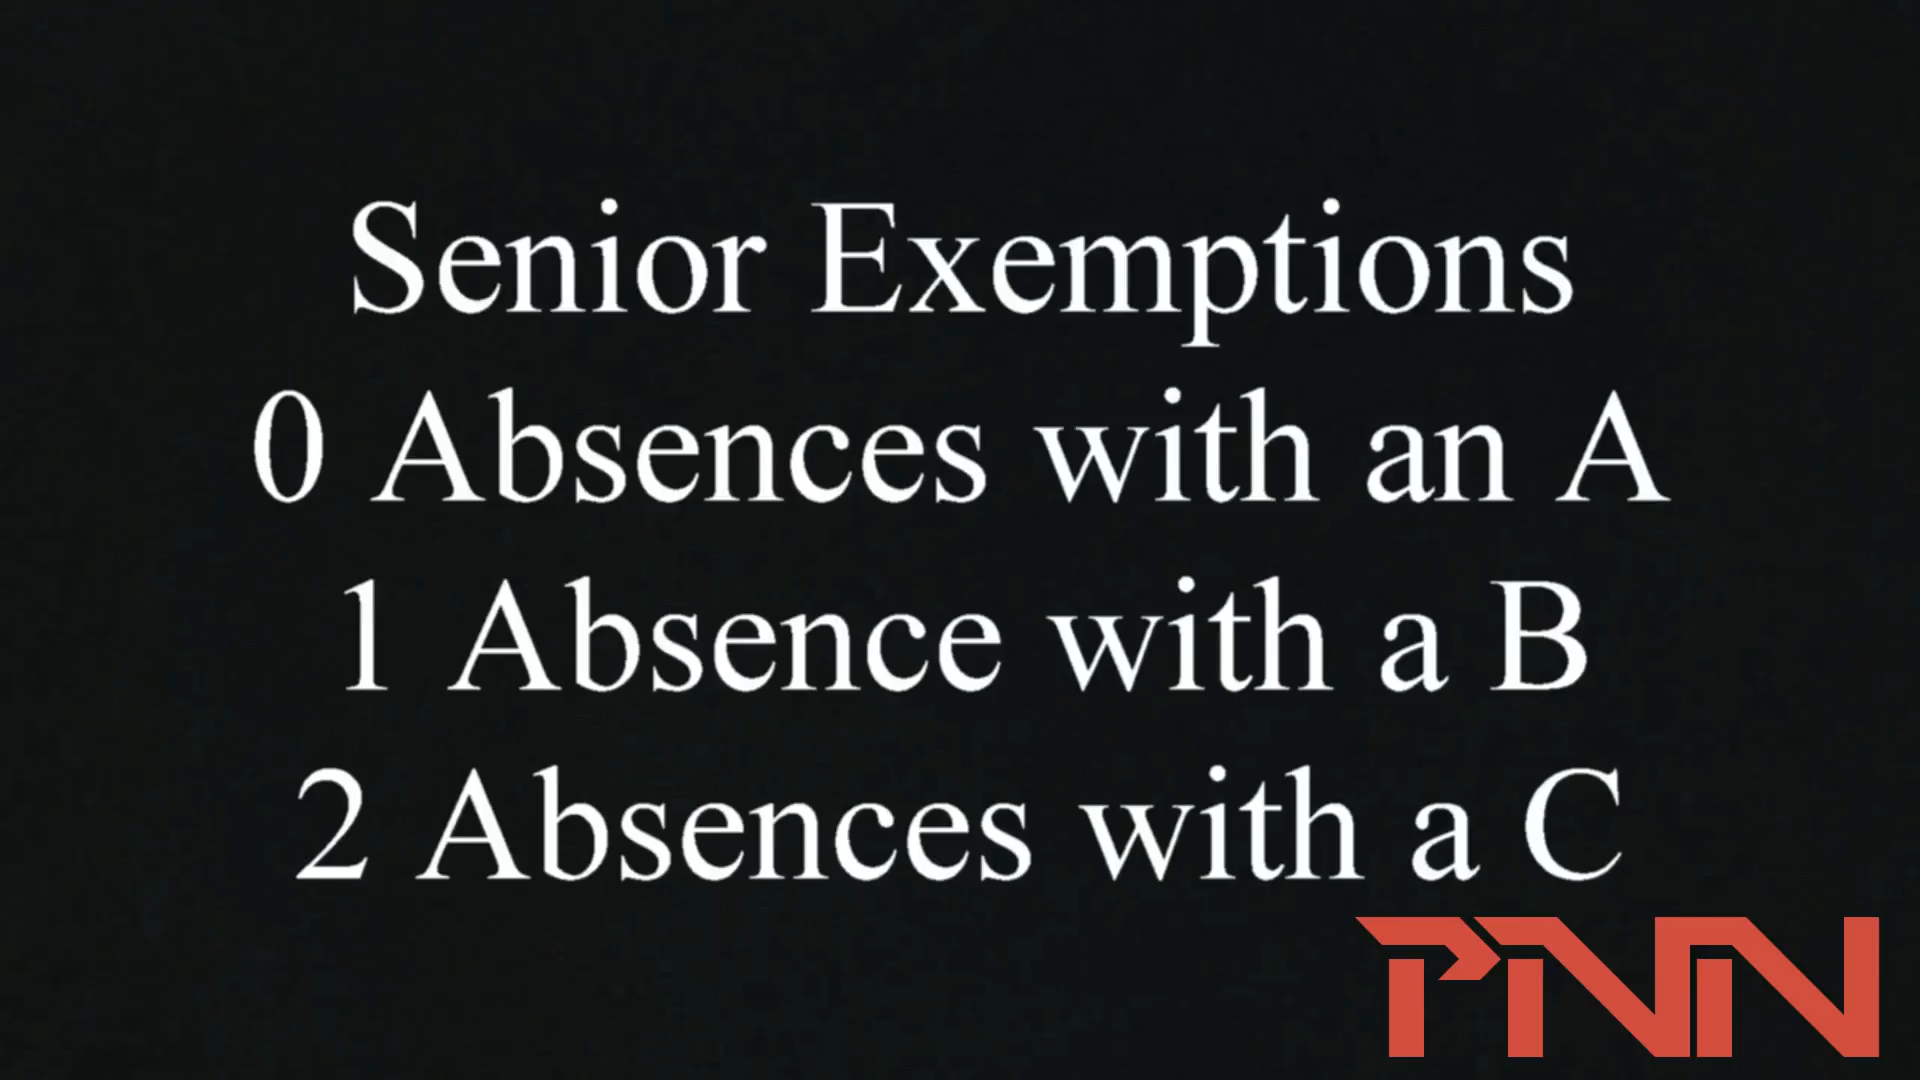 Senior Exemptions
0 Absences with an A
1 Absence with a B
2 Absences with a C
PNN